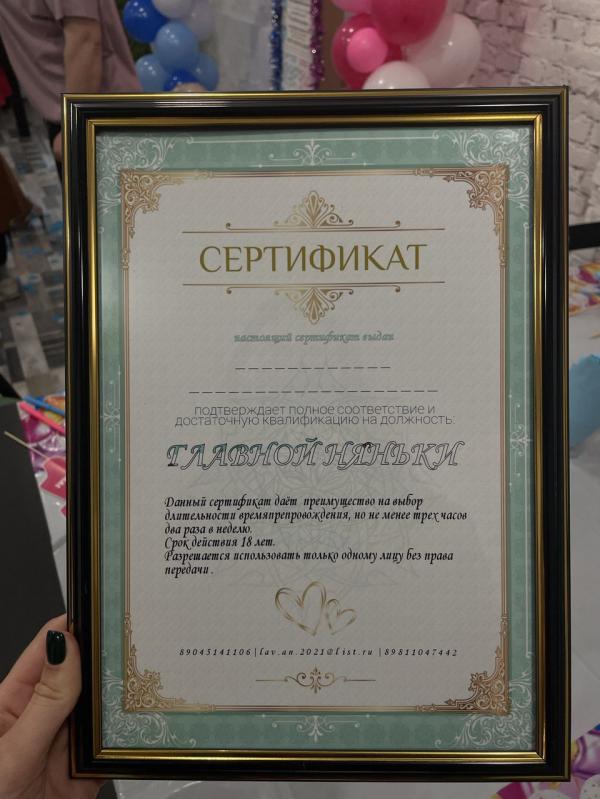 СЕРТИФИКАТ
настоящий сертификат выдан
подтверждает полное соответствие и
достаточную квалификацию на должность:
ГЛАВНОЙ НЯНЬКИ
Данный сертификат даёт преимущество на выбор
длительности времяпрепровождения, но не менее трех часов
два раза в неделю.
Срок действия 18 лет.
Разрешается использовать только одному лицу без права
передачи .
89045141106|lav.an.2021@list.ru |89811047442